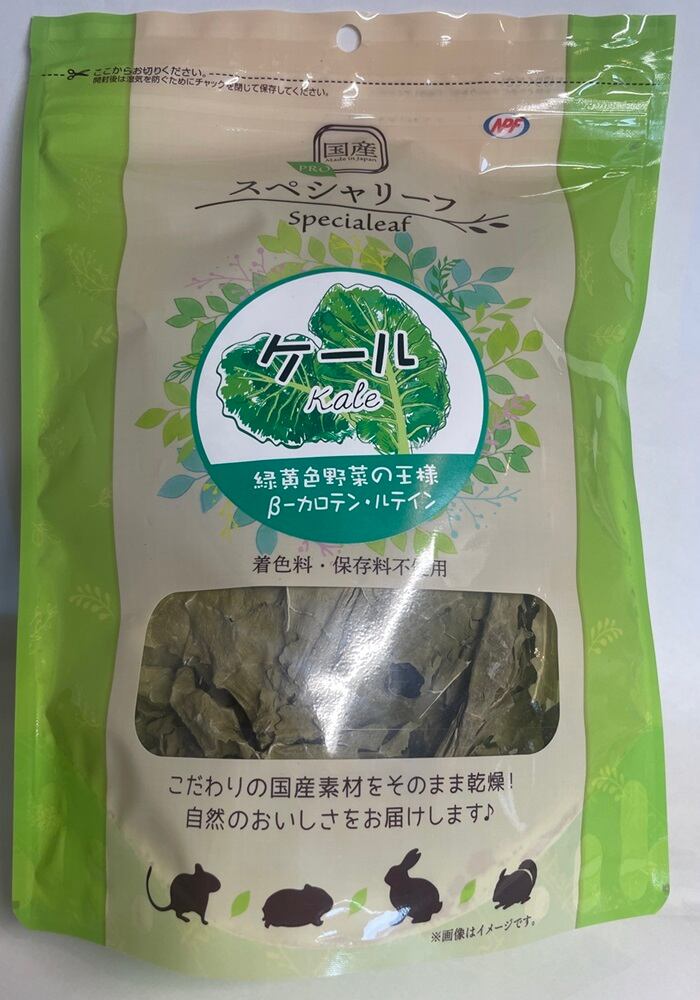 ここからお切りください。
開封後は湿気を防ぐためにチャックを閉じて保存してください。
NPF
国産
Made in Japan
PRO
スペシャリーフ
Specialeaf
ケール
Kale
緑黄色野菜の王様
β-カロテン・ルテイン
着色料・保存料不使用
こだわりの国産素材をそのまま乾燥!
自然のおいしさをお届けします♪
※画像はイメージです。